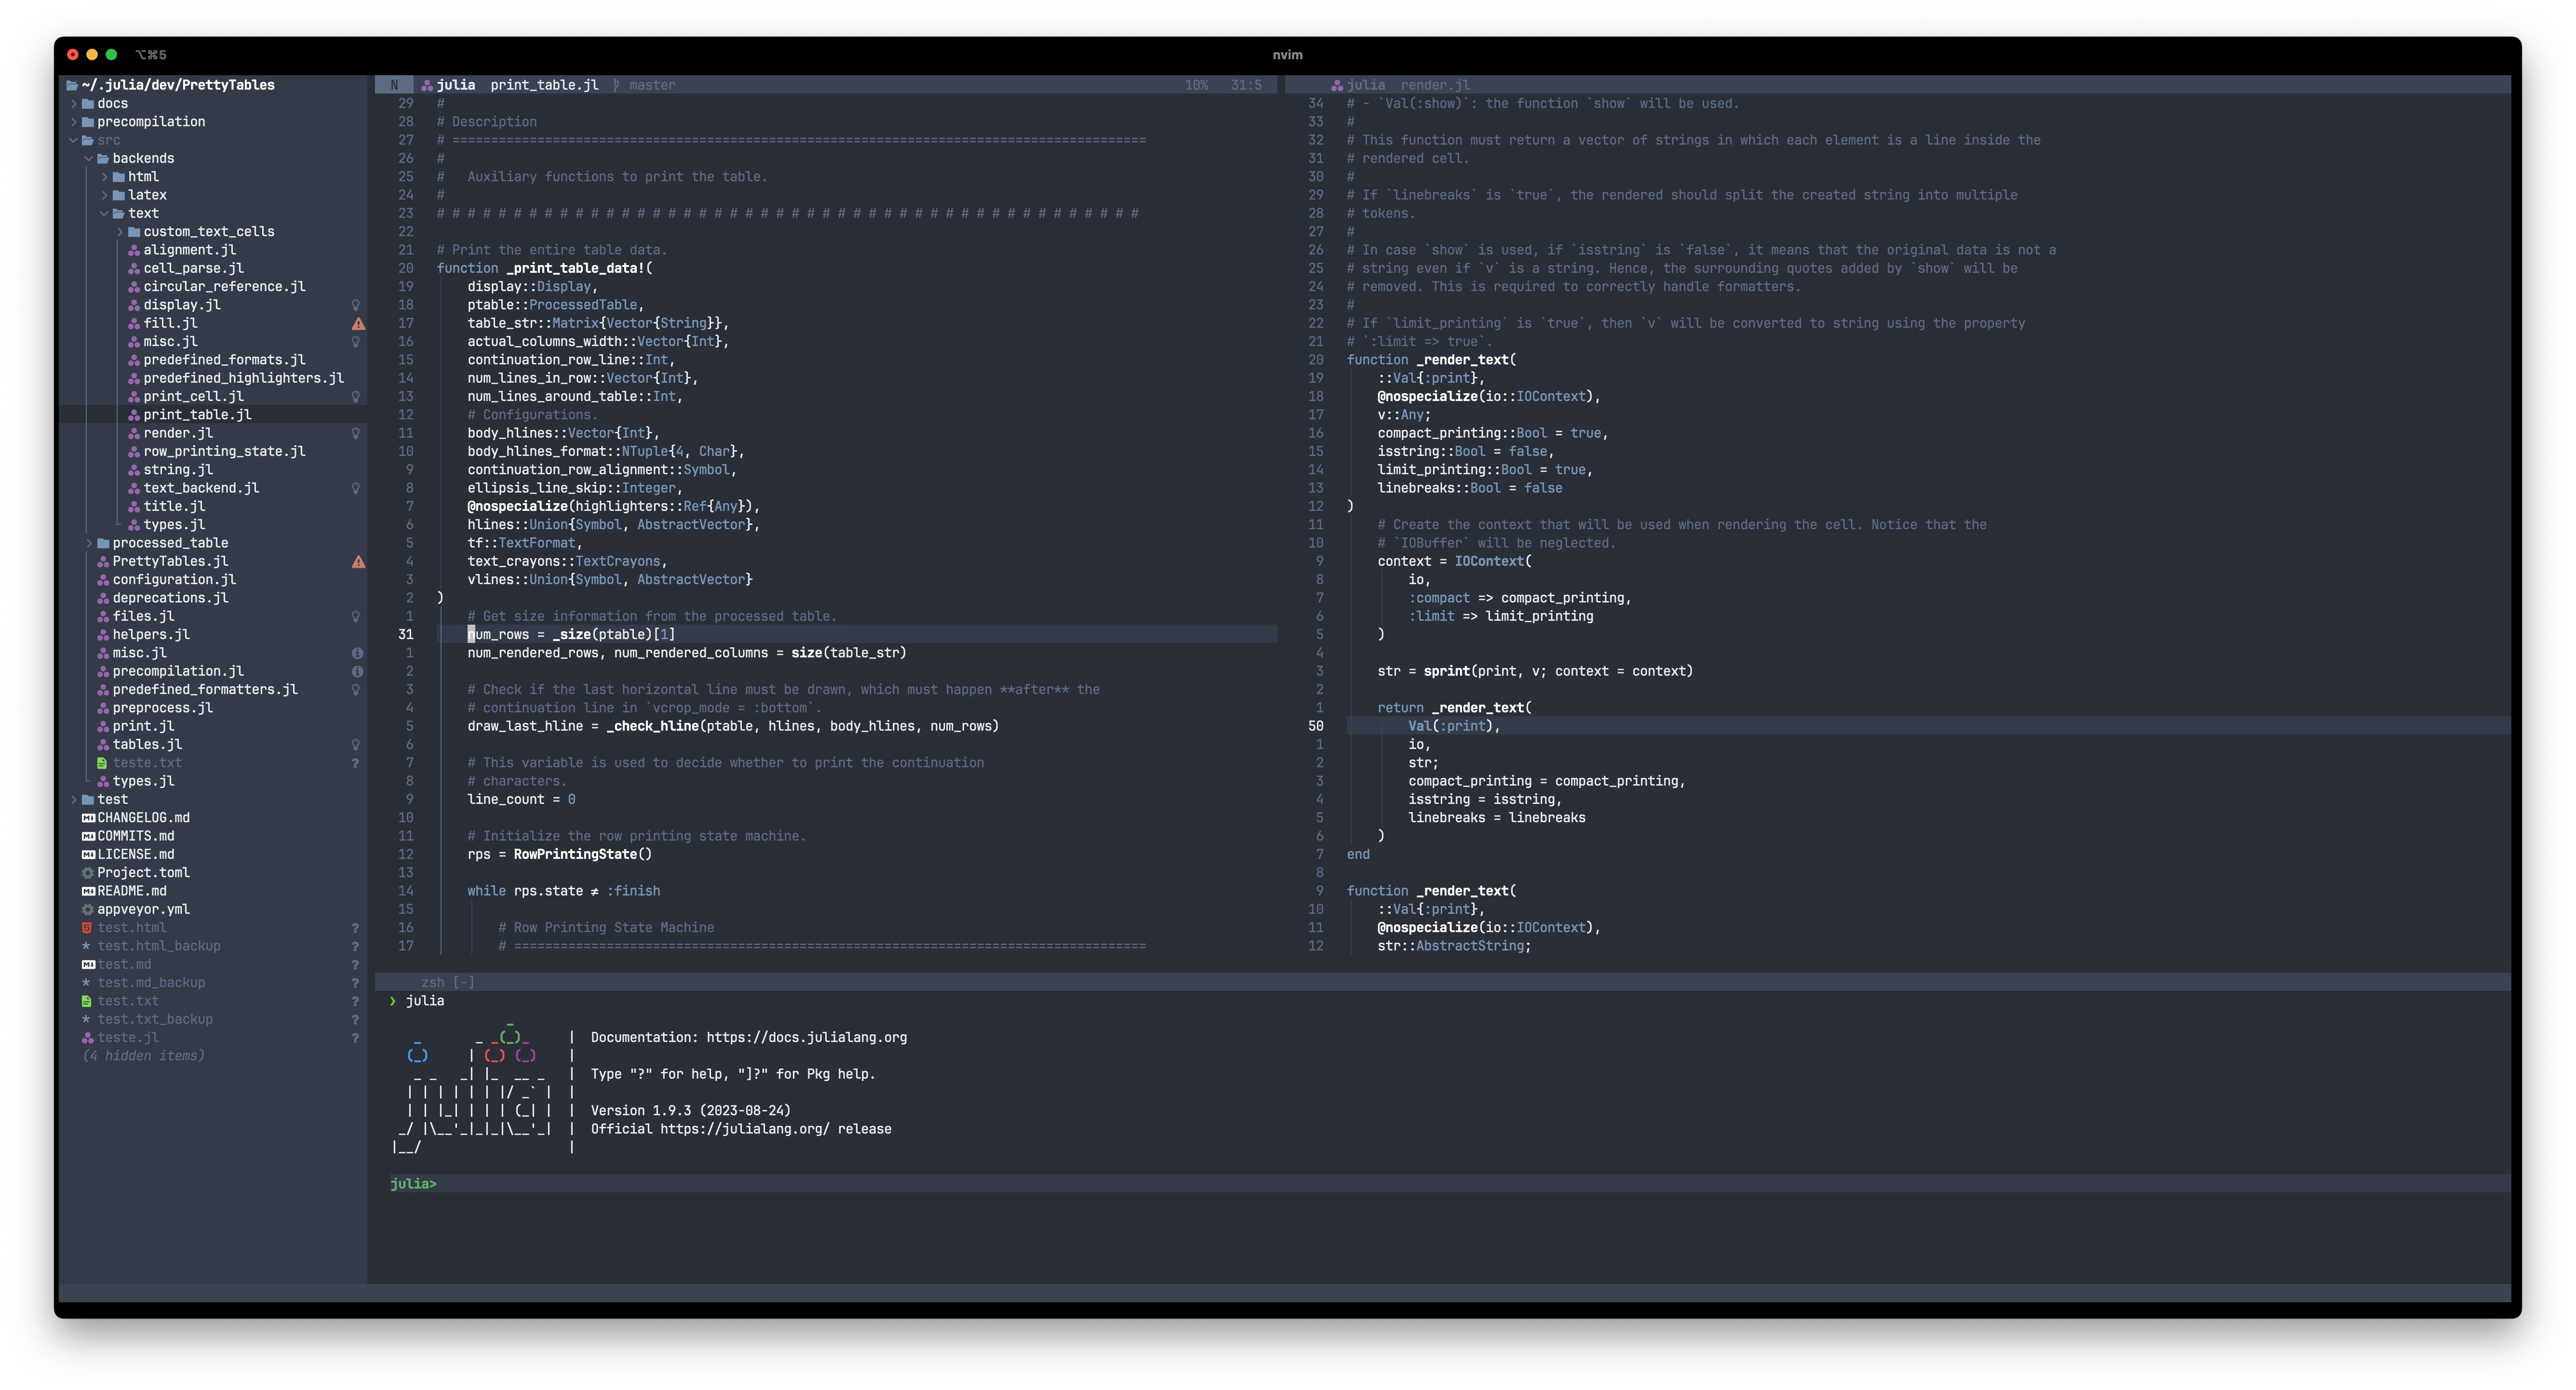 ⌥⌘5
nvim
~/.julia/dev/PrettyTables
docs
precompilation
src
backends
html
latex
text
custom_text_cells
alignment.jl
cell_parse.jl
circular_reference.jl
display.jl
fill.jl
misc.jl
predefined_formats.jl
predefined_highlighters.jl
print_cell.jl
print_table.jl
render.jl
row_printing_state.jl
string.jl
text_backend.jl
title.jl
types.jl
processed_table
PrettyTables.jl
configuration.jl
deprecations.jl
files.jl
helpers.jl
misc.jl
precompilation.jl
predefined_formatters.jl
preprocess.jl
print.jl
tables.jl
teste.txt ?
types.jl
test
CHANGELOG.md
COMMITS.md
LICENSE.md
Project.toml
README.md
appveyor.yml
test.html ?
* test.html_backup ?
test.md ?
* test.md_backup ?
test.txt ?
* test.txt_backup ?
teste.jl ?
(4 hidden items)
N julia print_table.jl master 10% 31:5
29 #
28 # Description
27 # ==========================================================================================
26 #
25 #   Auxiliary functions to print the table.
24 #
23 # # # # # # # # # # # # # # # # # # # # # # # # # # # # # # # # # # # # # # # # # # # # # #
22
21 # Print the entire table data.
20 function _print_table_data!(
19     display::Display,
18     ptable::ProcessedTable,
17     table_str::Matrix{Vector{String}},
16     actual_columns_width::Vector{Int},
15     continuation_row_line::Int,
14     num_lines_in_row::Vector{Int},
13     num_lines_around_table::Int,
12     # Configurations.
11     body_hlines::Vector{Int},
10     body_hlines_format::NTuple{4, Char},
9     continuation_row_alignment::Symbol,
8     ellipsis_line_skip::Integer,
7     @nospecialize(highlighters::Ref{Any}),
6     hlines::Union{Symbol, AbstractVector},
5     tf::TextFormat,
4     text_crayons::TextCrayons,
3     vlines::Union{Symbol, AbstractVector}
2 )
1     # Get size information from the processed table.
31     num_rows = _size(ptable)[1]
1     num_rendered_rows, num_rendered_columns = size(table_str)
2
3     # Check if the last horizontal line must be drawn, which must happen **after** the
4     # continuation line in `vcrop_mode = :bottom`.
5     draw_last_hline = _check_hline(ptable, hlines, body_hlines, num_rows)
6
7     # This variable is used to decide whether to print the continuation
8     # characters.
9     line_count = 0
10
11     # Initialize the row printing state machine.
12     rps = RowPrintingState()
13
14     while rps.state ≠ :finish
15
16         # Row Printing State Machine
17         # ==================================================================================
julia render.jl
34 # - `Val(:show)`: the function `show` will be used.
33 #
32 # This function must return a vector of strings in which each element is a line inside the
31 # rendered cell.
30 #
29 # If `linebreaks` is `true`, the rendered should split the created string into multiple
28 # tokens.
27 #
26 # In case `show` is used, if `isstring` is `false`, it means that the original data is not a
25 # string even if `v` is a string. Hence, the surrounding quotes added by `show` will be
24 # removed. This is required to correctly handle formatters.
23 #
22 # If `limit_printing` is `true`, then `v` will be converted to string using the property
21 # `:limit => true`.
20 function _render_text(
19     ::Val{:print},
18     @nospecialize(io::IOContext),
17     v::Any;
16     compact_printing::Bool = true,
15     isstring::Bool = false,
14     limit_printing::Bool = true,
13     linebreaks::Bool = false
12 )
11     # Create the context that will be used when rendering the cell. Notice that the
10     # `IOBuffer` will be neglected.
9     context = IOContext(
8         io,
7         :compact => compact_printing,
6         :limit => limit_printing
5     )
4
3     str = sprint(print, v; context = context)
2
1     return _render_text(
50         Val(:print),
1         io,
2         str;
3         compact_printing = compact_printing,
4         isstring = isstring,
5         linebreaks = linebreaks
6     )
7 end
8
9 function _render_text(
10     ::Val{:print},
11     @nospecialize(io::IOContext),
12     str::AbstractString;
zsh [-]
❯ julia
               _
   _       _ _(_)_     |  Documentation: https://docs.julialang.org
  (_)     | (_) (_)    |
   _ _   _| |_  __ _   |  Type "?" for help, "]?" for Pkg help.
  | | | | | | |/ _` |  |
  | | |_| | | | (_| |  |  Version 1.9.3 (2023-08-24)
 _/ |\__'_|_|_|\__'_|  |  Official https://julialang.org/ release
|__/                   |
julia>